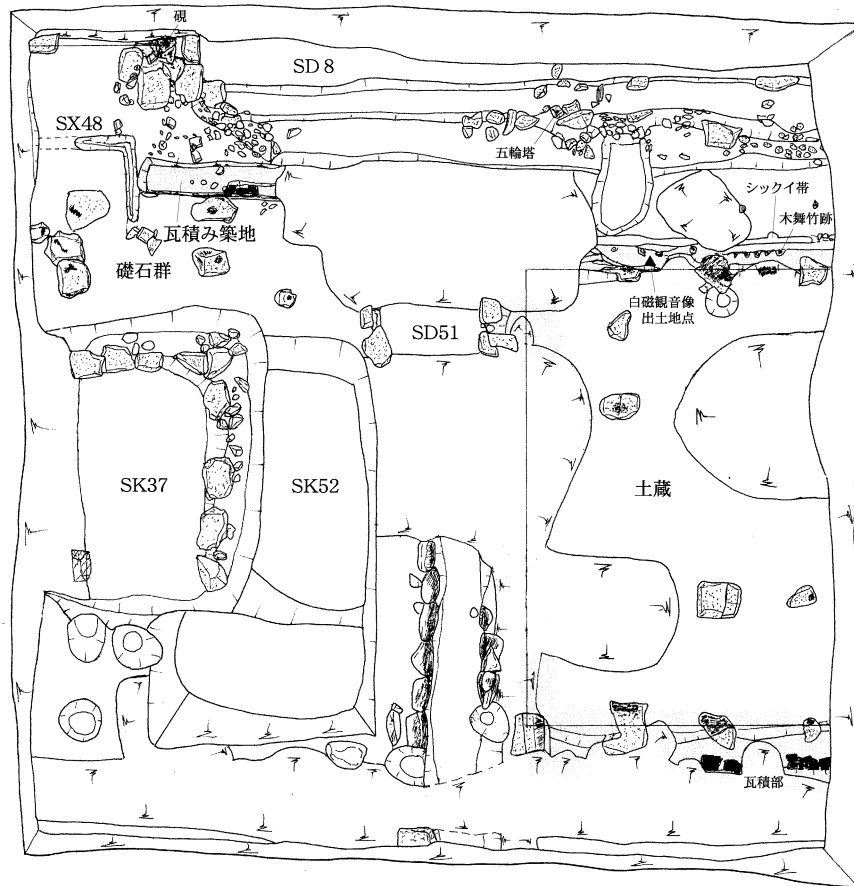 硯
SD8
SX48
五輪塔
シックイ帯
木舞竹跡
瓦積み築地
礎石群
白磁観音像
出土地点
SD51
SK37
SK52
土蔵
瓦積部